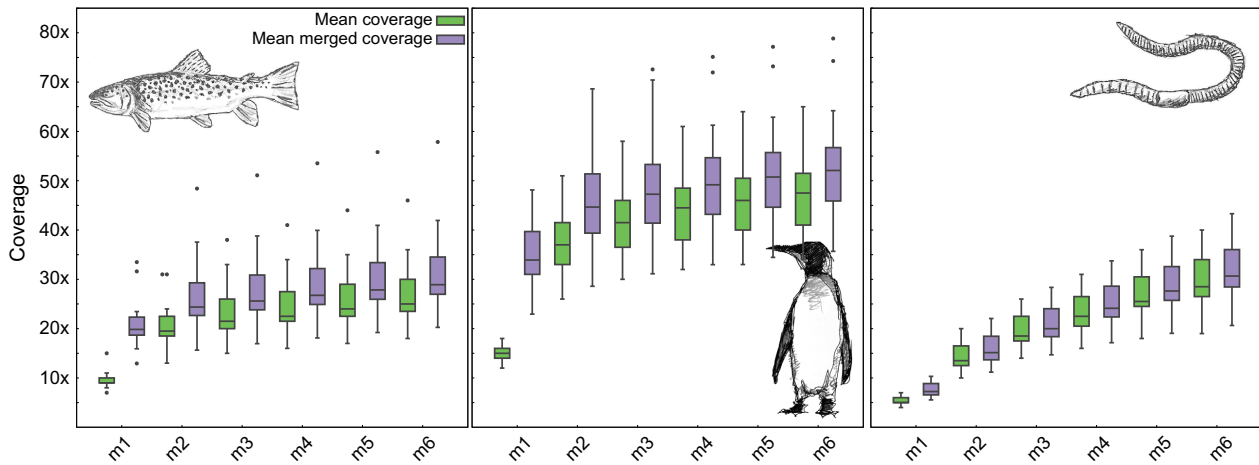 Mean coverage
Mean merged coverage
Coverage
80x
70x
60x
50x
40x
30x
20x
10x
m1 m2 m3 m4 m5 m6
m1 m2 m3 m4 m5 m6
m1 m2 m3 m4 m5 m6